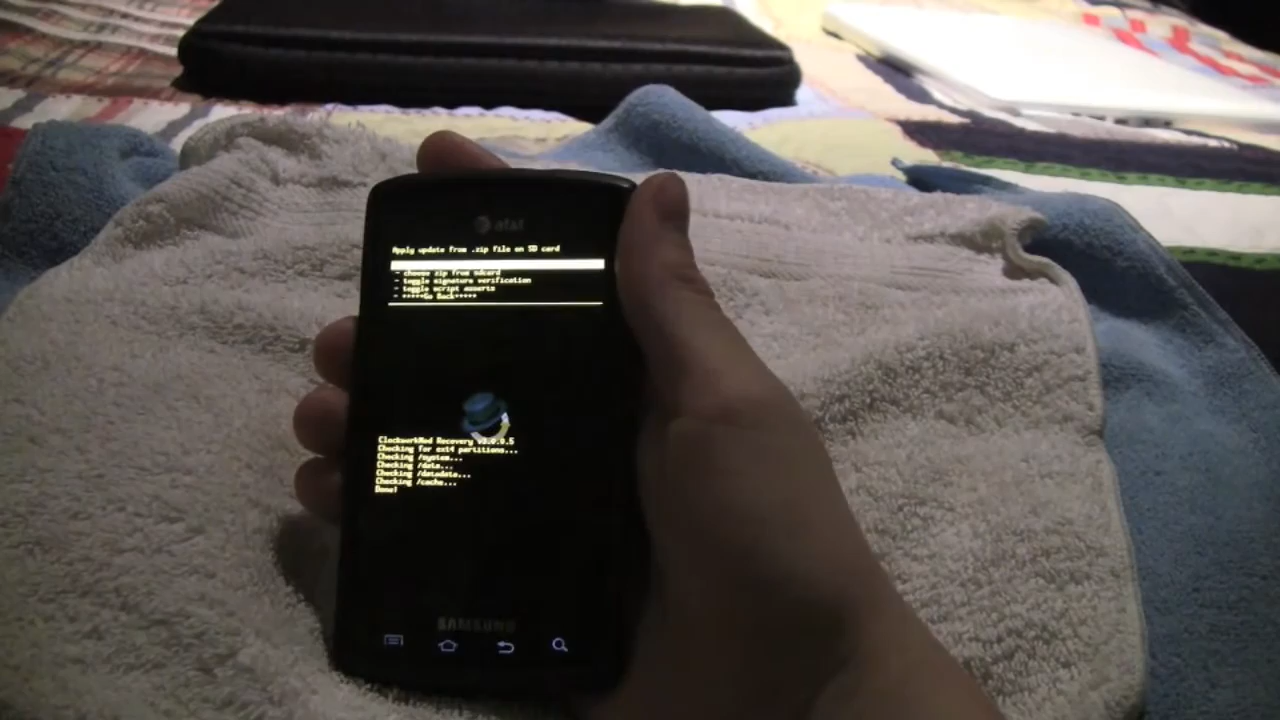 at&t
Apply update from .zip file on SD card
- choose zip from sdcard
- toggle signature verification
- toggle script asserts
- *****Go Back*****
ClockworkMod Recovery
Checking for ext4 partitions...
Checking /system...
Checking /data...
Checking /datadata...
Checking /cache...
Done!
SAMSUNG